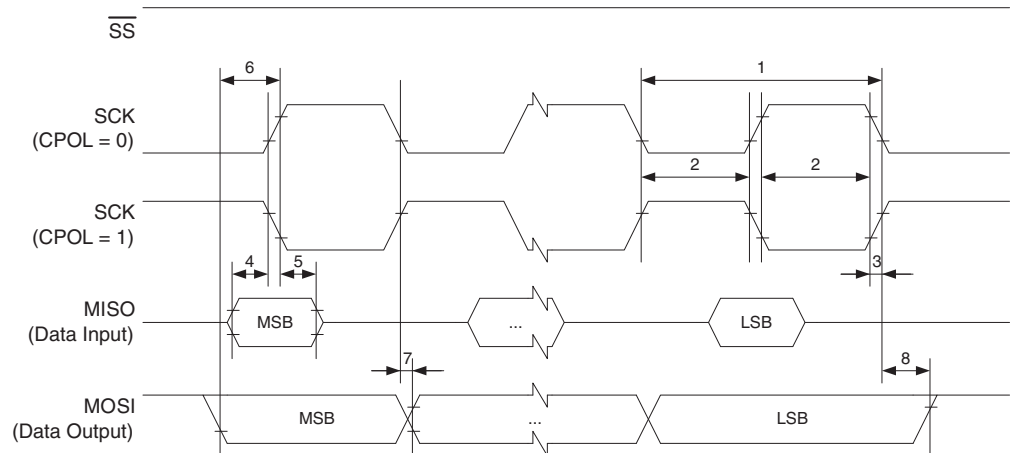 SS
6
1
SCK
(CPOL = 0)
2
2
SCK
(CPOL = 1)
4
5
3
MISO
(Data Input)
MSB
...
LSB
7
8
MOSI
(Data Output)
MSB
...
LSB